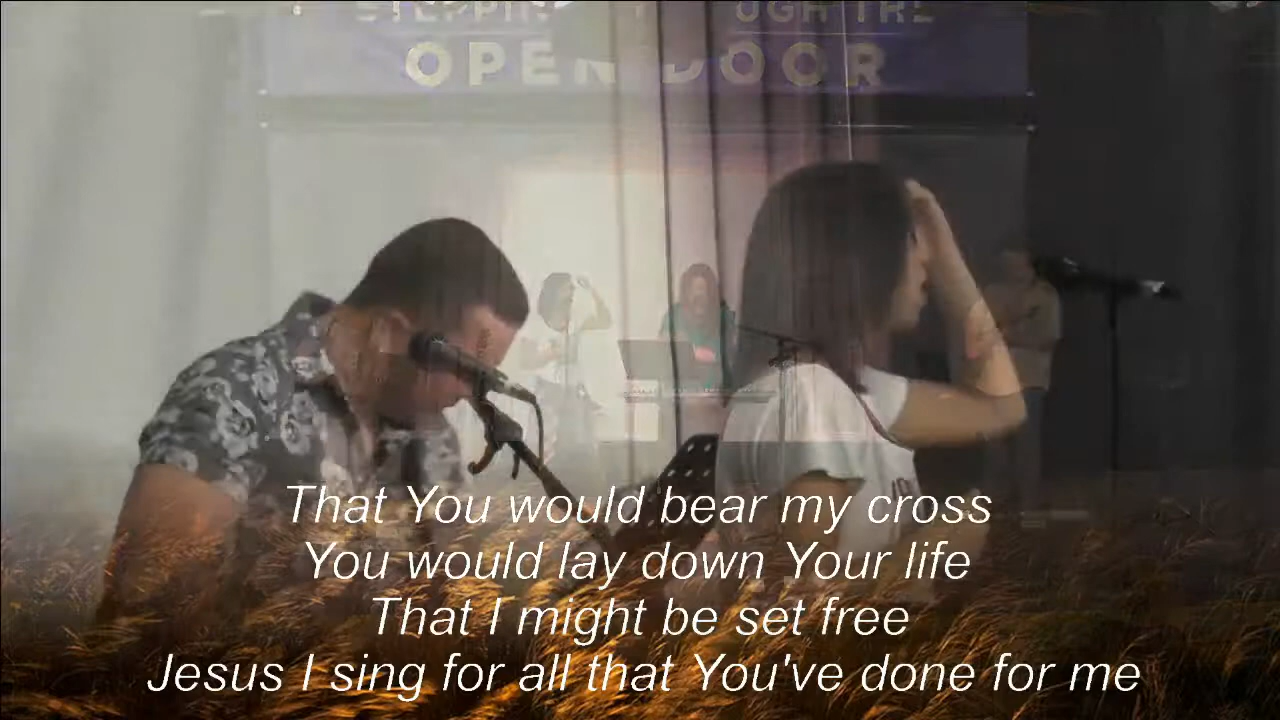 OPEN DOOR
That You would bear my cross
You would lay down Your life
That I might be set free
Jesus I sing for all that You've done for me